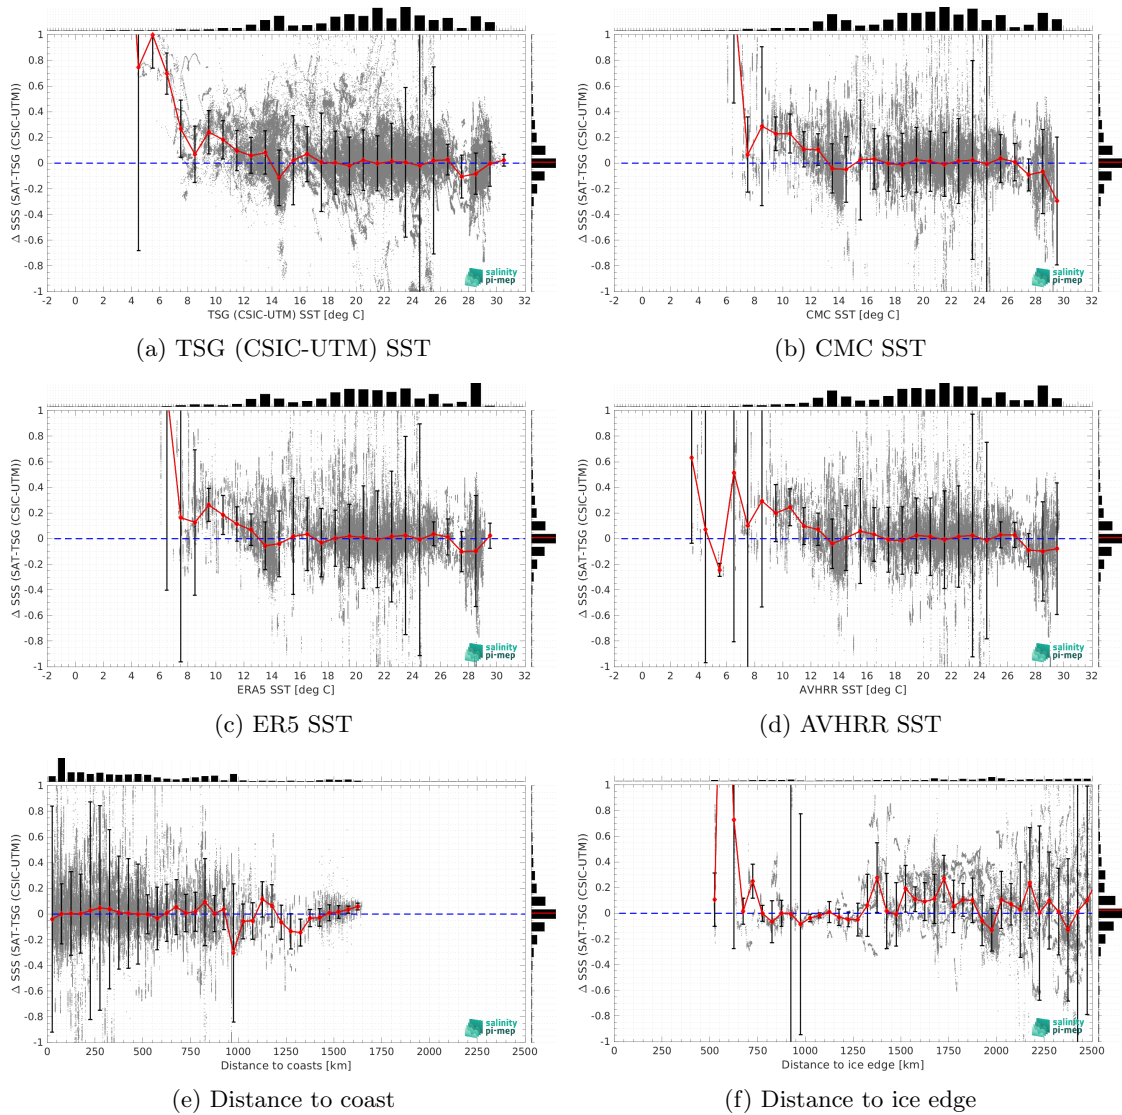 1
0.8
0.6
0.4
0.2
0
-0.2
-0.4
-0.6
-0.8
-1
Δ SSS (SAT-TSG (CSIC-UTM))
salinity
pi-mep
-2 0 2 4 6 8 10 12 14 16 18 20 22 24 26 28 30 32
TSG (CSIC-UTM) SST [deg C]
(a) TSG (CSIC-UTM) SST
1
0.8
0.6
0.4
0.2
0
-0.2
-0.4
-0.6
-0.8
-1
Δ SSS (SAT-TSG (CSIC-UTM))
salinity
pi-mep
-2 0 2 4 6 8 10 12 14 16 18 20 22 24 26 28 30 32
CMC SST [deg C]
(b) CMC SST
1
0.8
0.6
0.4
0.2
0
-0.2
-0.4
-0.6
-0.8
-1
Δ SSS (SAT-TSG (CSIC-UTM))
salinity
pi-mep
-2 0 2 4 6 8 10 12 14 16 18 20 22 24 26 28 30 32
ERA5 SST [deg C]
(c) ER5 SST
1
0.8
0.6
0.4
0.2
0
-0.2
-0.4
-0.6
-0.8
-1
Δ SSS (SAT-TSG (CSIC-UTM))
salinity
pi-mep
-2 0 2 4 6 8 10 12 14 16 18 20 22 24 26 28 30 32
AVHRR SST [deg C]
(d) AVHRR SST
1
0.8
0.6
0.4
0.2
0
-0.2
-0.4
-0.6
-0.8
-1
Δ SSS (SAT-TSG (CSIC-UTM))
salinity
pi-mep
0 250 500 750 1000 1250 1500 1750 2000 2250 2500
Distance to coasts [km]
(e) Distance to coast
1
0.8
0.6
0.4
0.2
0
-0.2
-0.4
-0.6
-0.8
-1
Δ SSS (SAT-TSG (CSIC-UTM))
salinity
pi-mep
0 250 500 750 1000 1250 1500 1750 2000 2250 2500
Distance to ice edge [km]
(f) Distance to ice edge